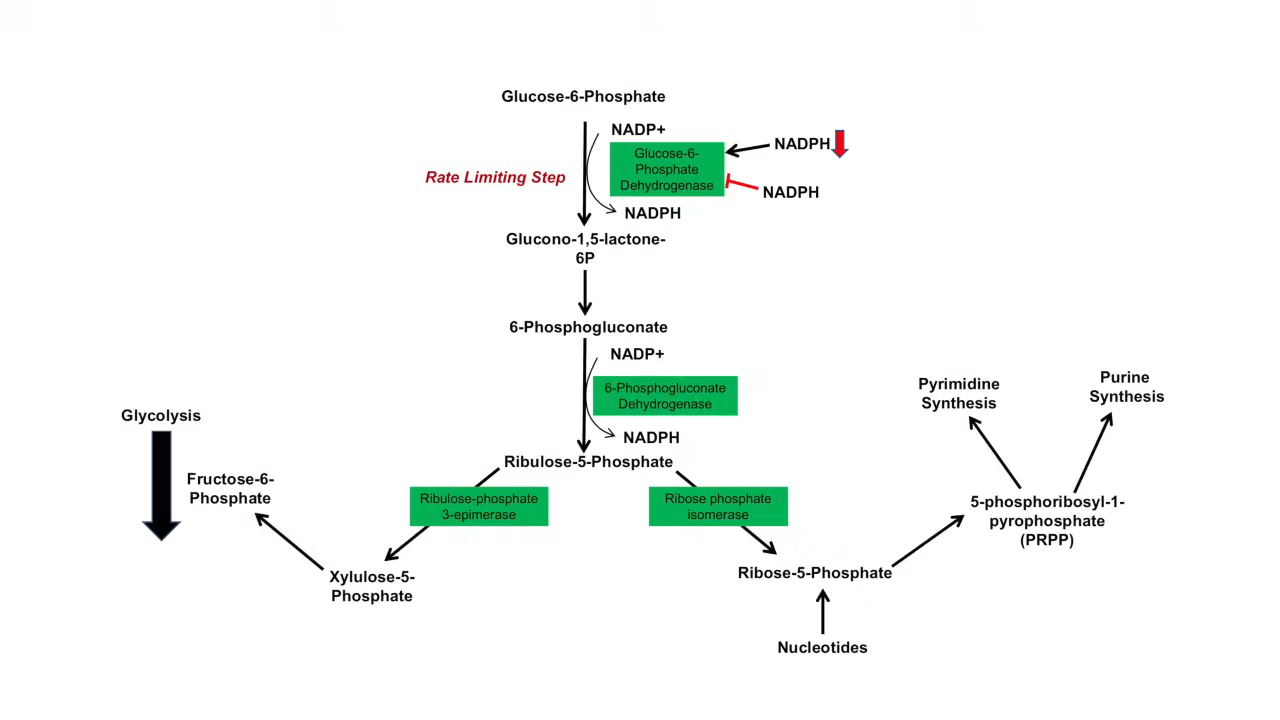 Glucose-6-Phosphate
NADP+
Glucose-6-
Phosphate
Dehydrogenase
NADPH
Rate Limiting Step
NADPH
NADPH
Glucono-1,5-lactone-
6P
6-Phosphogluconate
NADP+
6-Phosphogluconate
Dehydrogenase
NADPH
Ribulose-5-Phosphate
Glycolysis
Fructose-6-
Phosphate
Ribulose-phosphate
3-epimerase
Xylulose-5-
Phosphate
Ribose phosphate
isomerase
Ribose-5-Phosphate
Nucleotides
Pyrimidine
Synthesis
Purine
Synthesis
5-phosphoribosyl-1-
pyrophosphate
(PRPP)